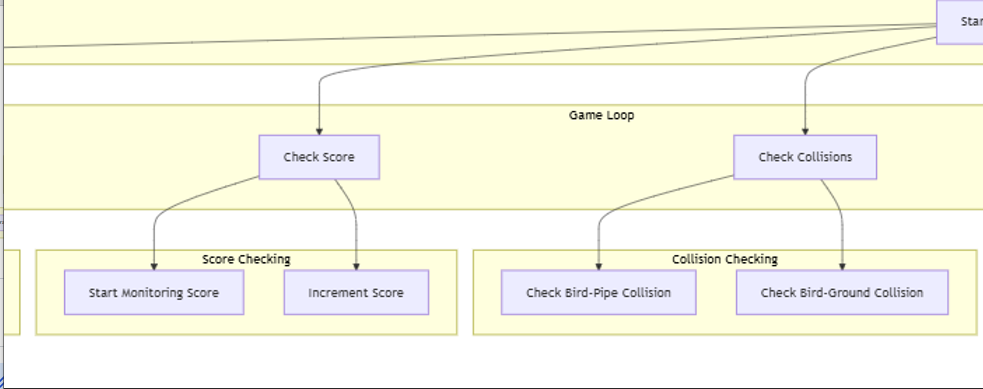 Game Loop
Check Score
Check Collisions
Score Checking
Collision Checking
Start Monitoring Score
Increment Score
Check Bird-Pipe Collision
Check Bird-Ground Collision